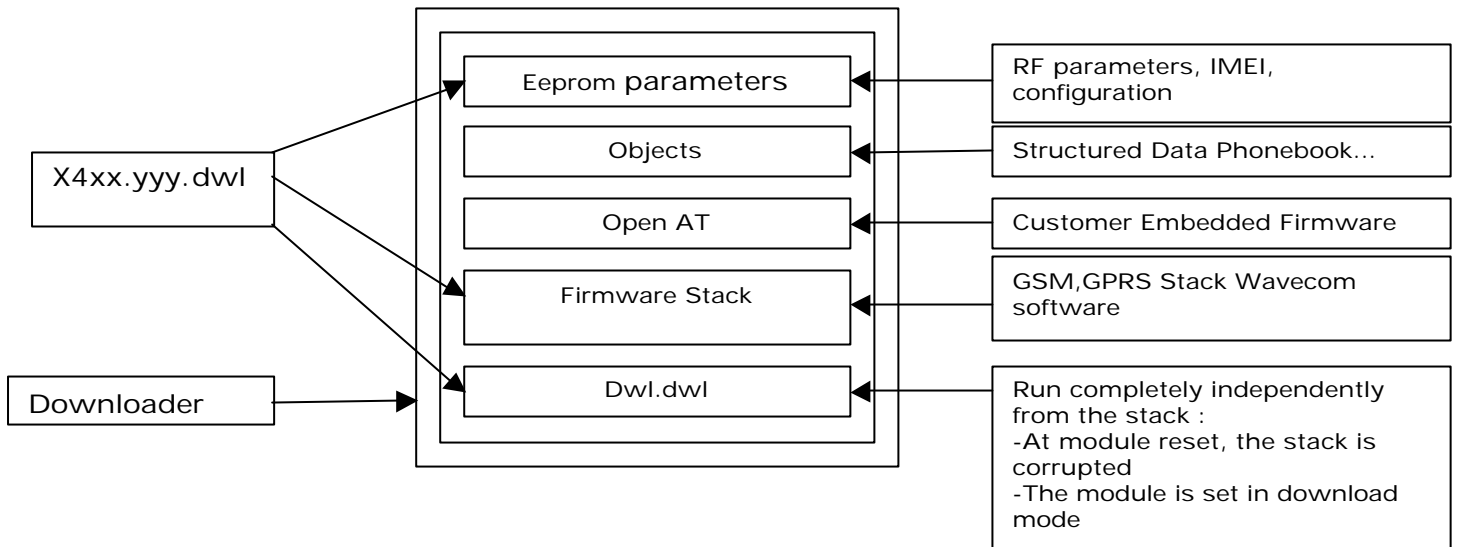 X4xx.yyy.dwl
Downloader
Eeprom parameters
Objects
Open AT
Firmware Stack
Dwl.dwl
RF parameters, IMEI,
configuration
Structured Data Phonebook...
Customer Embedded Firmware
GSM,GPRS Stack Wavecom
software
Run completely independently
from the stack :
-At module reset, the stack is
corrupted
-The module is set in download
mode